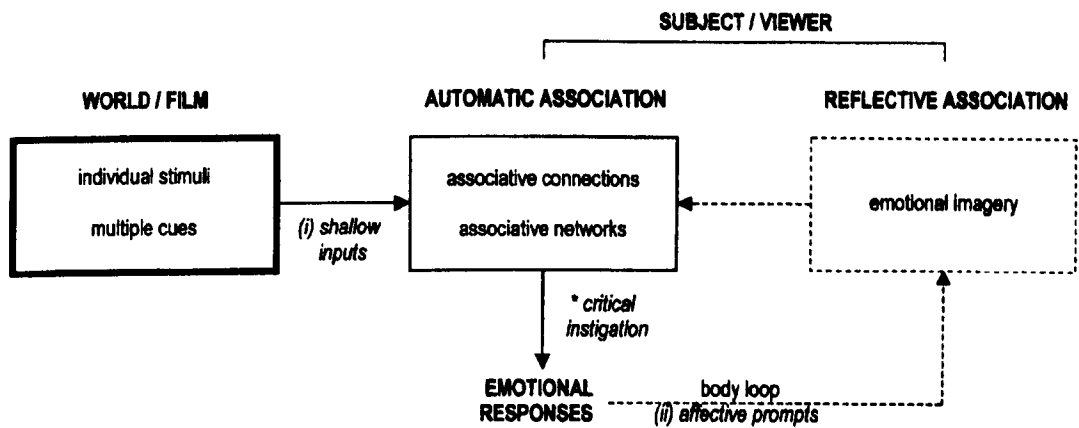 SUBJECT / VIEWER
WORLD / FILM
AUTOMATIC ASSOCIATION
REFLECTIVE ASSOCIATION
individual stimuli
multiple cues
(i) shallow
inputs
associative connections
associative networks
emotional imagery
* critical
instigation
EMOTIONAL
RESPONSES
body loop
(ii) affective prompts